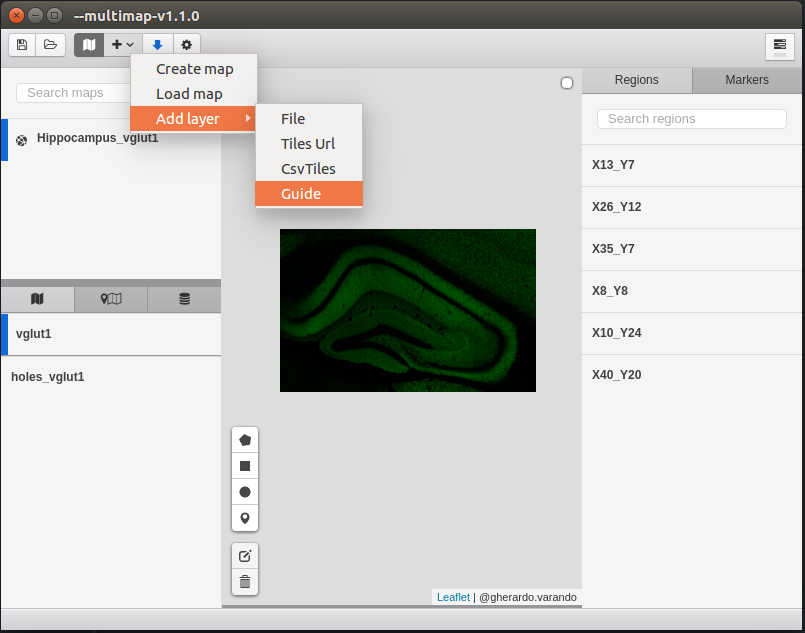 --multimap-v1.1.0
Create map
Load map
Add layer
File
Tiles Url
CsvTiles
Guide
Search maps
Hippocampus_vglut1
vglut1
holes_vglut1
Leaflet | @gherardo.varando
Regions
Markers
Search regions
X13_Y7
X26_Y12
X35_Y7
X8_Y8
X10_Y24
X40_Y20